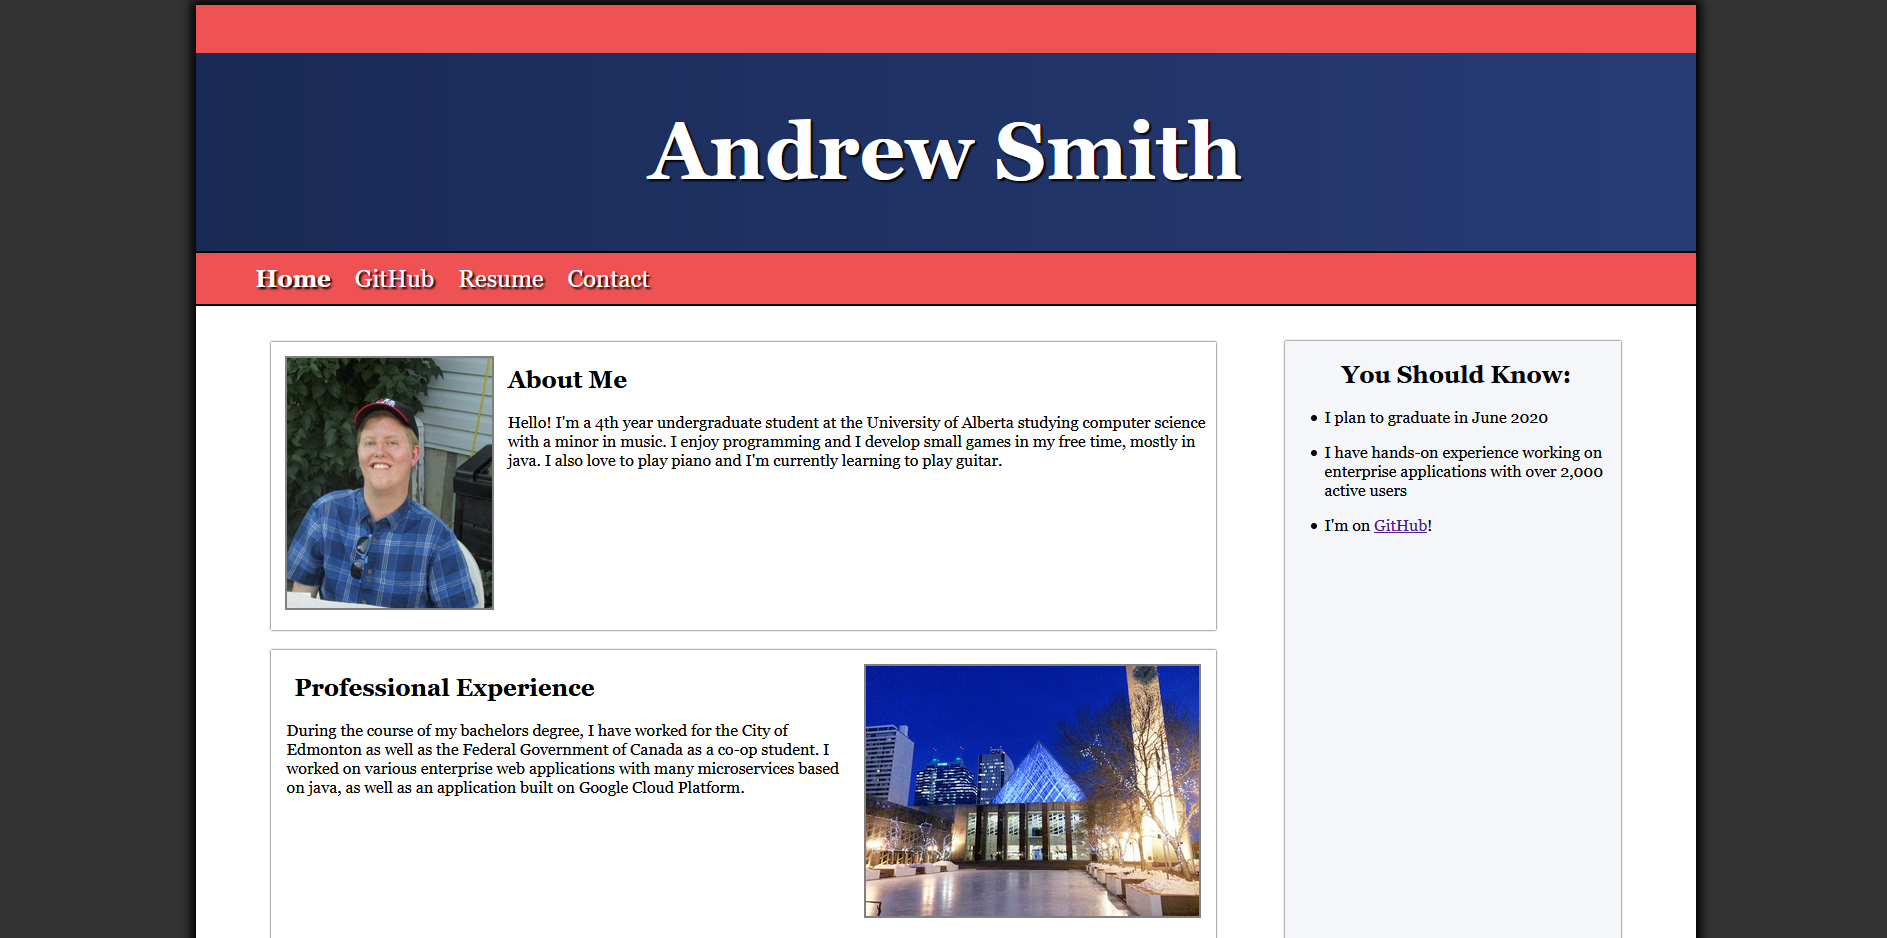 Andrew Smith
Home GitHub Resume Contact
About Me
Hello! I'm a 4th year undergraduate student at the University of Alberta studying computer science
with a minor in music. I enjoy programming and I develop small games in my free time, mostly in
java. I also love to play piano and I'm currently learning to play guitar.
Professional Experience
During the course of my bachelors degree, I have worked for the City of
Edmonton as well as the Federal Government of Canada as a co-op student. I
worked on various enterprise web applications with many microservices based
on java, as well as an application built on Google Cloud Platform.
You Should Know:
• I plan to graduate in June 2020
• I have hands-on experience working on
enterprise applications with over 2,000
active users
• I'm on GitHub!